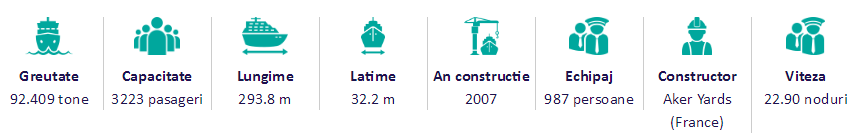 Greutate Capacitate Lungime Latime An constructie Echipaj Constructor Viteza
92.409 tone 3223 pasageri 293.8 m 32.2 m 2007 987 persoane Aker Yards 22.90 noduri
(France)